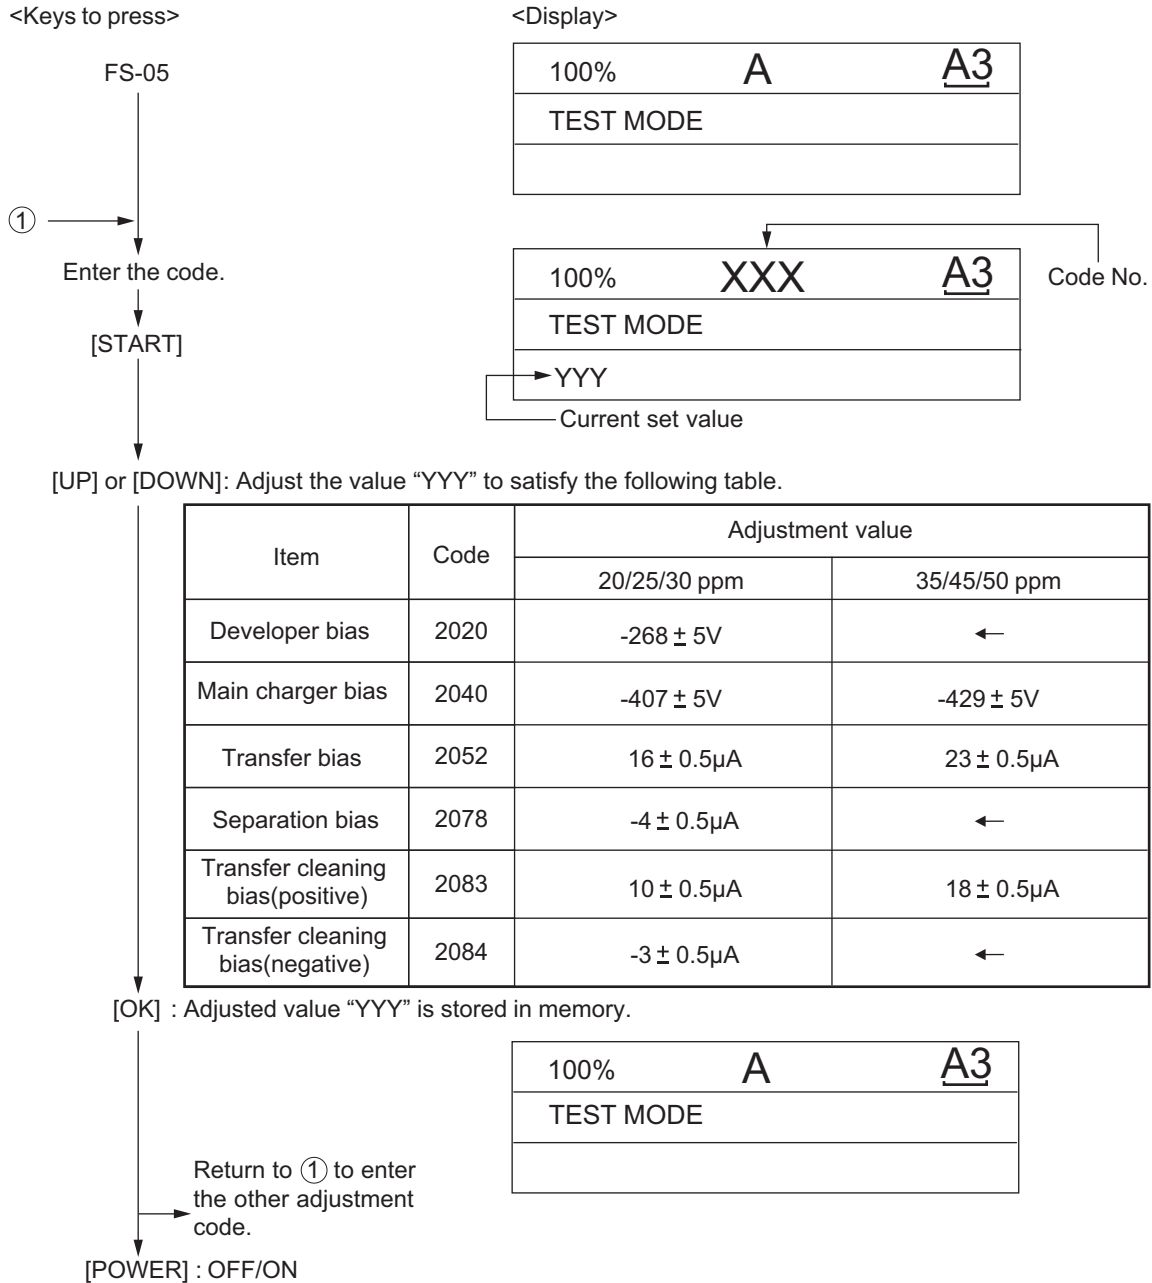 <Keys to press>
<Display>
FS-05
100% A A3
TEST MODE
①
Enter the code.
100% XXX A3
Code No.
TEST MODE
[START]
YYY
Current set value
[UP] or [DOWN]: Adjust the value “YYY” to satisfy the following table.
Item Code Adjustment value
20/25/30 ppm 35/45/50 ppm
Developer bias 2020 -268 ± 5V ←
Main charger bias 2040 -407 ± 5V -429 ± 5V
Transfer bias 2052 16 ± 0.5µA 23 ± 0.5µA
Separation bias 2078 -4 ± 0.5µA ←
Transfer cleaning
bias(positive) 2083 10 ± 0.5µA 18 ± 0.5µA
Transfer cleaning
bias(negative) 2084 -3 ± 0.5µA ←
[OK] : Adjusted value “YYY” is stored in memory.
100% A A3
TEST MODE
Return to ① to enter
the other adjustment
code.
[POWER] : OFF/ON